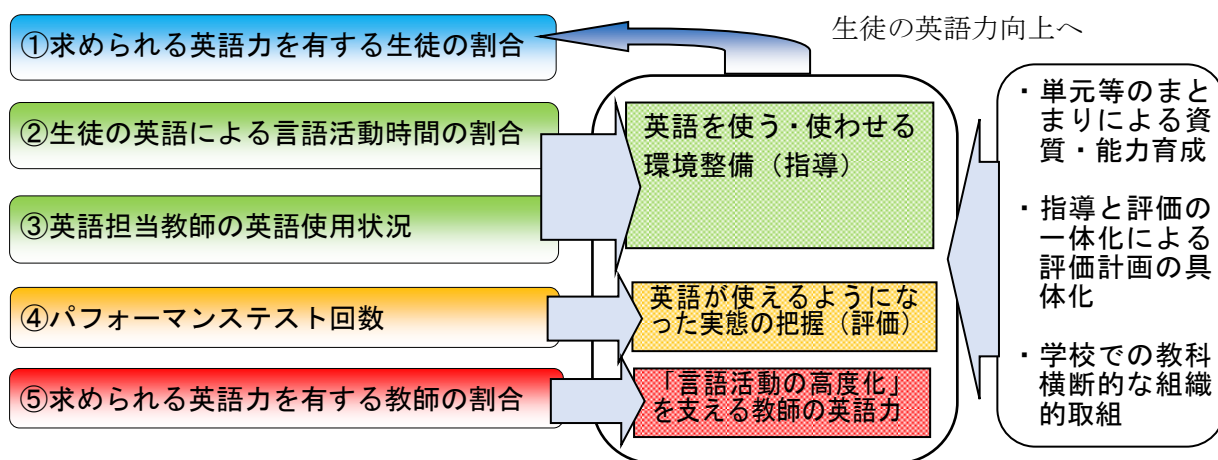 ①求められる英語力を有する生徒の割合
生徒の英語力向上へ
②生徒の英語による言語活動時間の割合
③英語担当教師の英語使用状況
④パフォーマンステスト回数
⑤求められる英語力を有する教師の割合
英語を使う・使わせる
環境整備（指導）
英語が使えるようにな
った実態の把握（評価）
「言語活動の高度化」
を支える教師の英語力
・単元等のまと
まりによる資
質・能力育成
・指導と評価の
一体化による
評価計画の具
体化
・学校での教科
横断的な組織
的取組